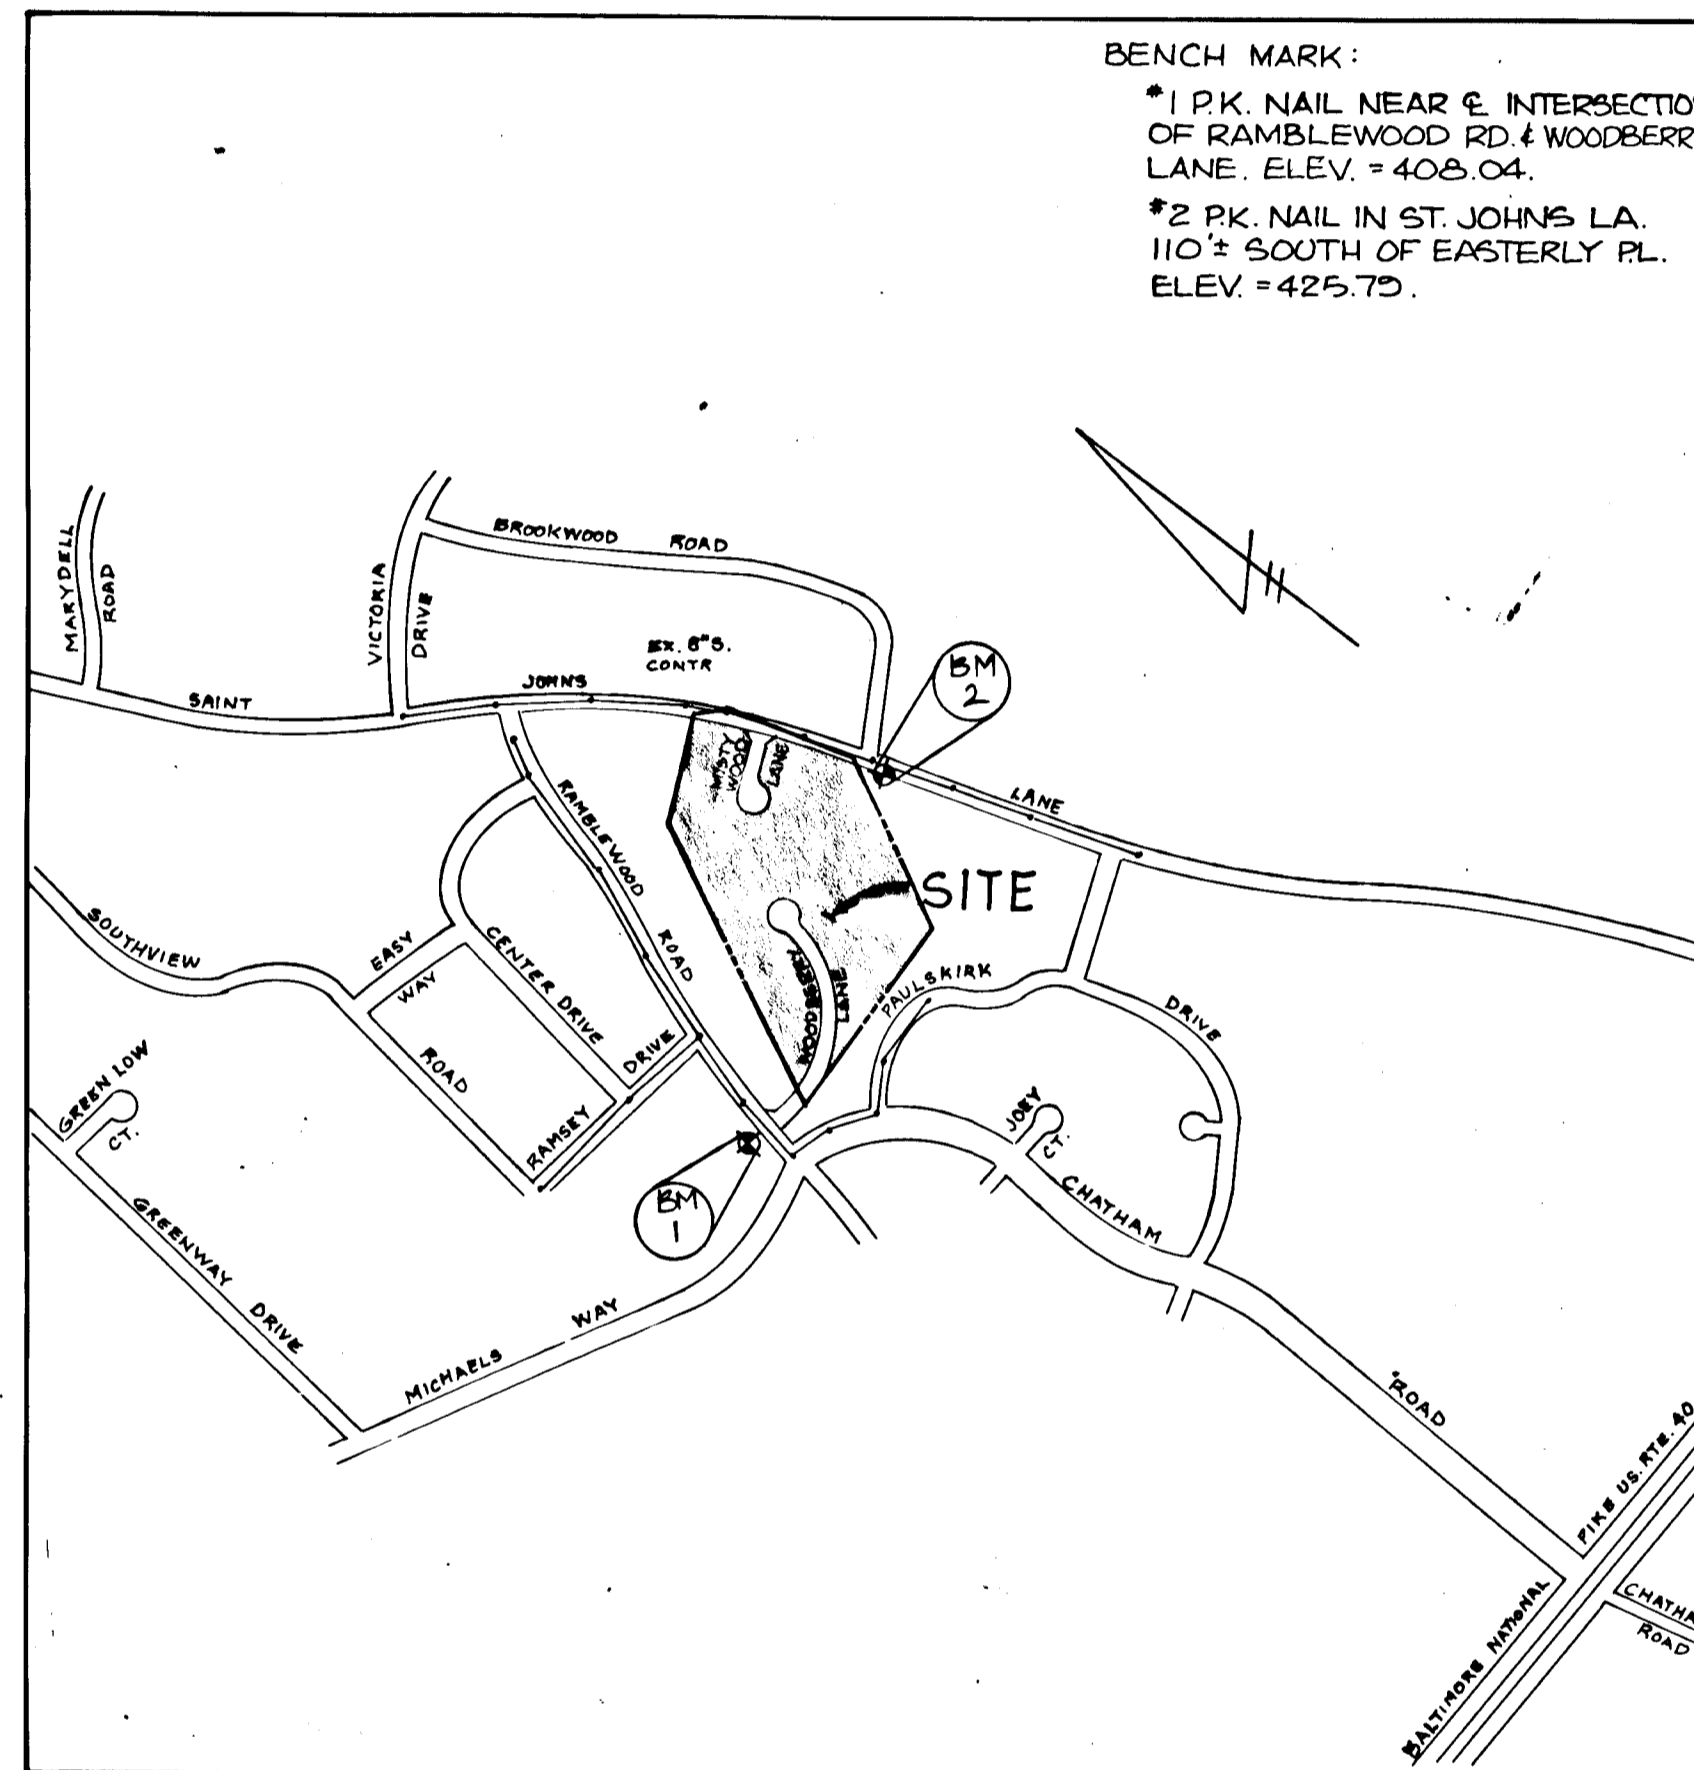 BENCH MARK:
#1 P.K. NAIL NEAR ℄ INTERSECTIO
OF RAMBLEWOOD RD. & WOODBERR
LANE. ELEV. = 408.04.
#2 P.K. NAIL IN ST. JOHNS LA.
110'± SOUTH OF EASTERLY P.L.
ELEV. = 425.79.
MARYDELL
ROAD
VICTORIA
DRIVE
BROOKWOOD ROAD
EX. 8"S.
CONTR
SAINT JOHNS LANE
BM
2
MISTY
WOOD
LANE
RAMBLEWOOD ROAD
SITE
SOUTHVIEW
ROAD
EASY
WAY
CENTER DRIVE
RAMSEY DRIVE
WOODBERRY
LANE
PAULSKIRK DRIVE
GREEN LOW
CT.
JOEY
CT.
BM
1
GREENWAY DRIVE
MICHAELS WAY
CHATHAM ROAD
BALTIMORE NATIONAL PIKE US. RTE. 40
CHATHA
ROAD